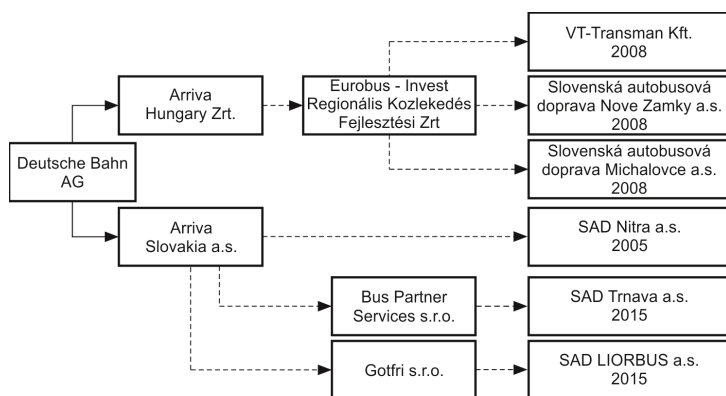 VT-Transman Kft.
2008
Arriva
Hungary Zrt.
Eurobus - Invest
Regionális Kozlekedés
Fejlesztési Zrt
Slovenská autobusová
doprava Nove Zamky a.s.
2008
Deutsche Bahn
AG
Slovenská autobusová
doprava Michalovce a.s.
2008
Arriva
Slovakia a.s.
SAD Nitra a.s.
2005
Bus Partner
Services s.r.o.
SAD Trnava a.s.
2015
Gotfri s.r.o.
SAD LIORBUS a.s.
2015